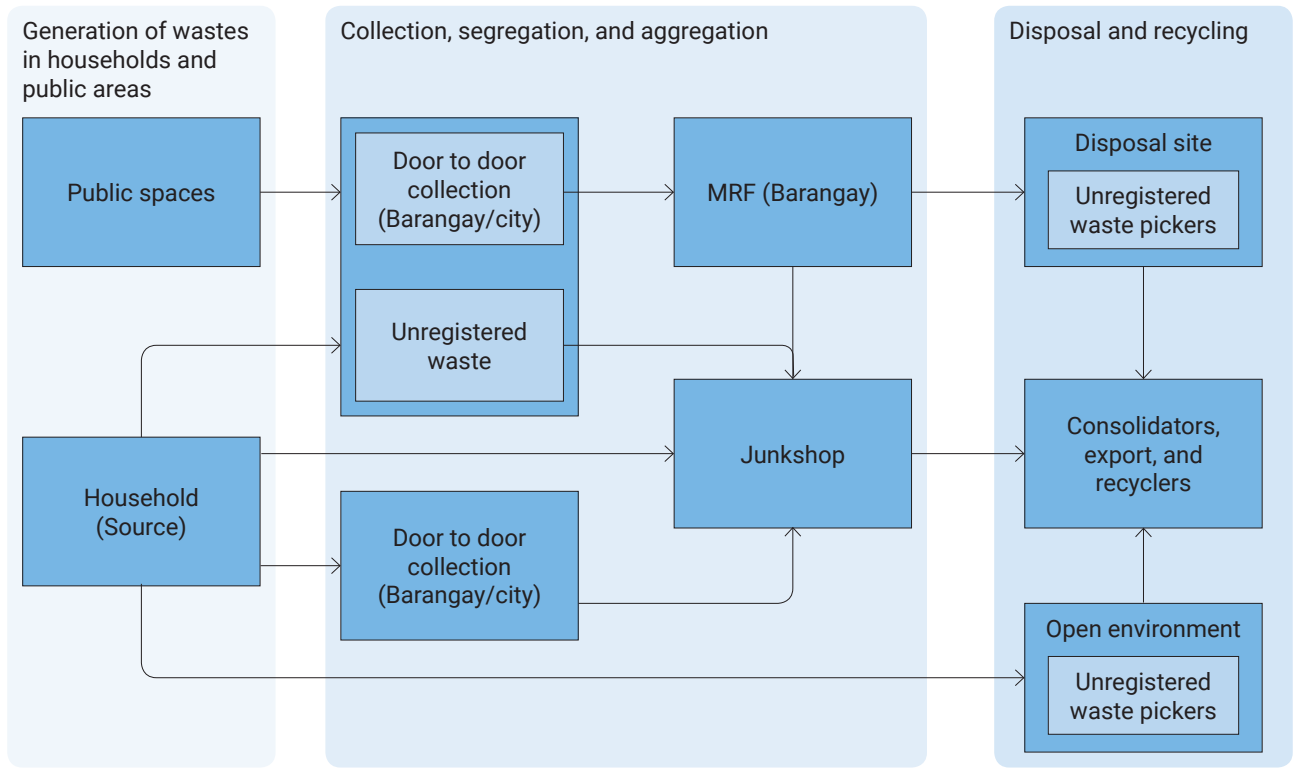 Generation of wastes
in households and
public areas
Collection, segregation, and aggregation
Disposal and recycling
Public spaces
Door to door
collection
(Barangay/city)
MRF (Barangay)
Disposal site
Unregistered
waste pickers
Unregistered
waste
Household
(Source)
Junkshop
Consolidators,
export, and
recyclers
Door to door
collection
(Barangay/city)
Open environment
Unregistered
waste pickers